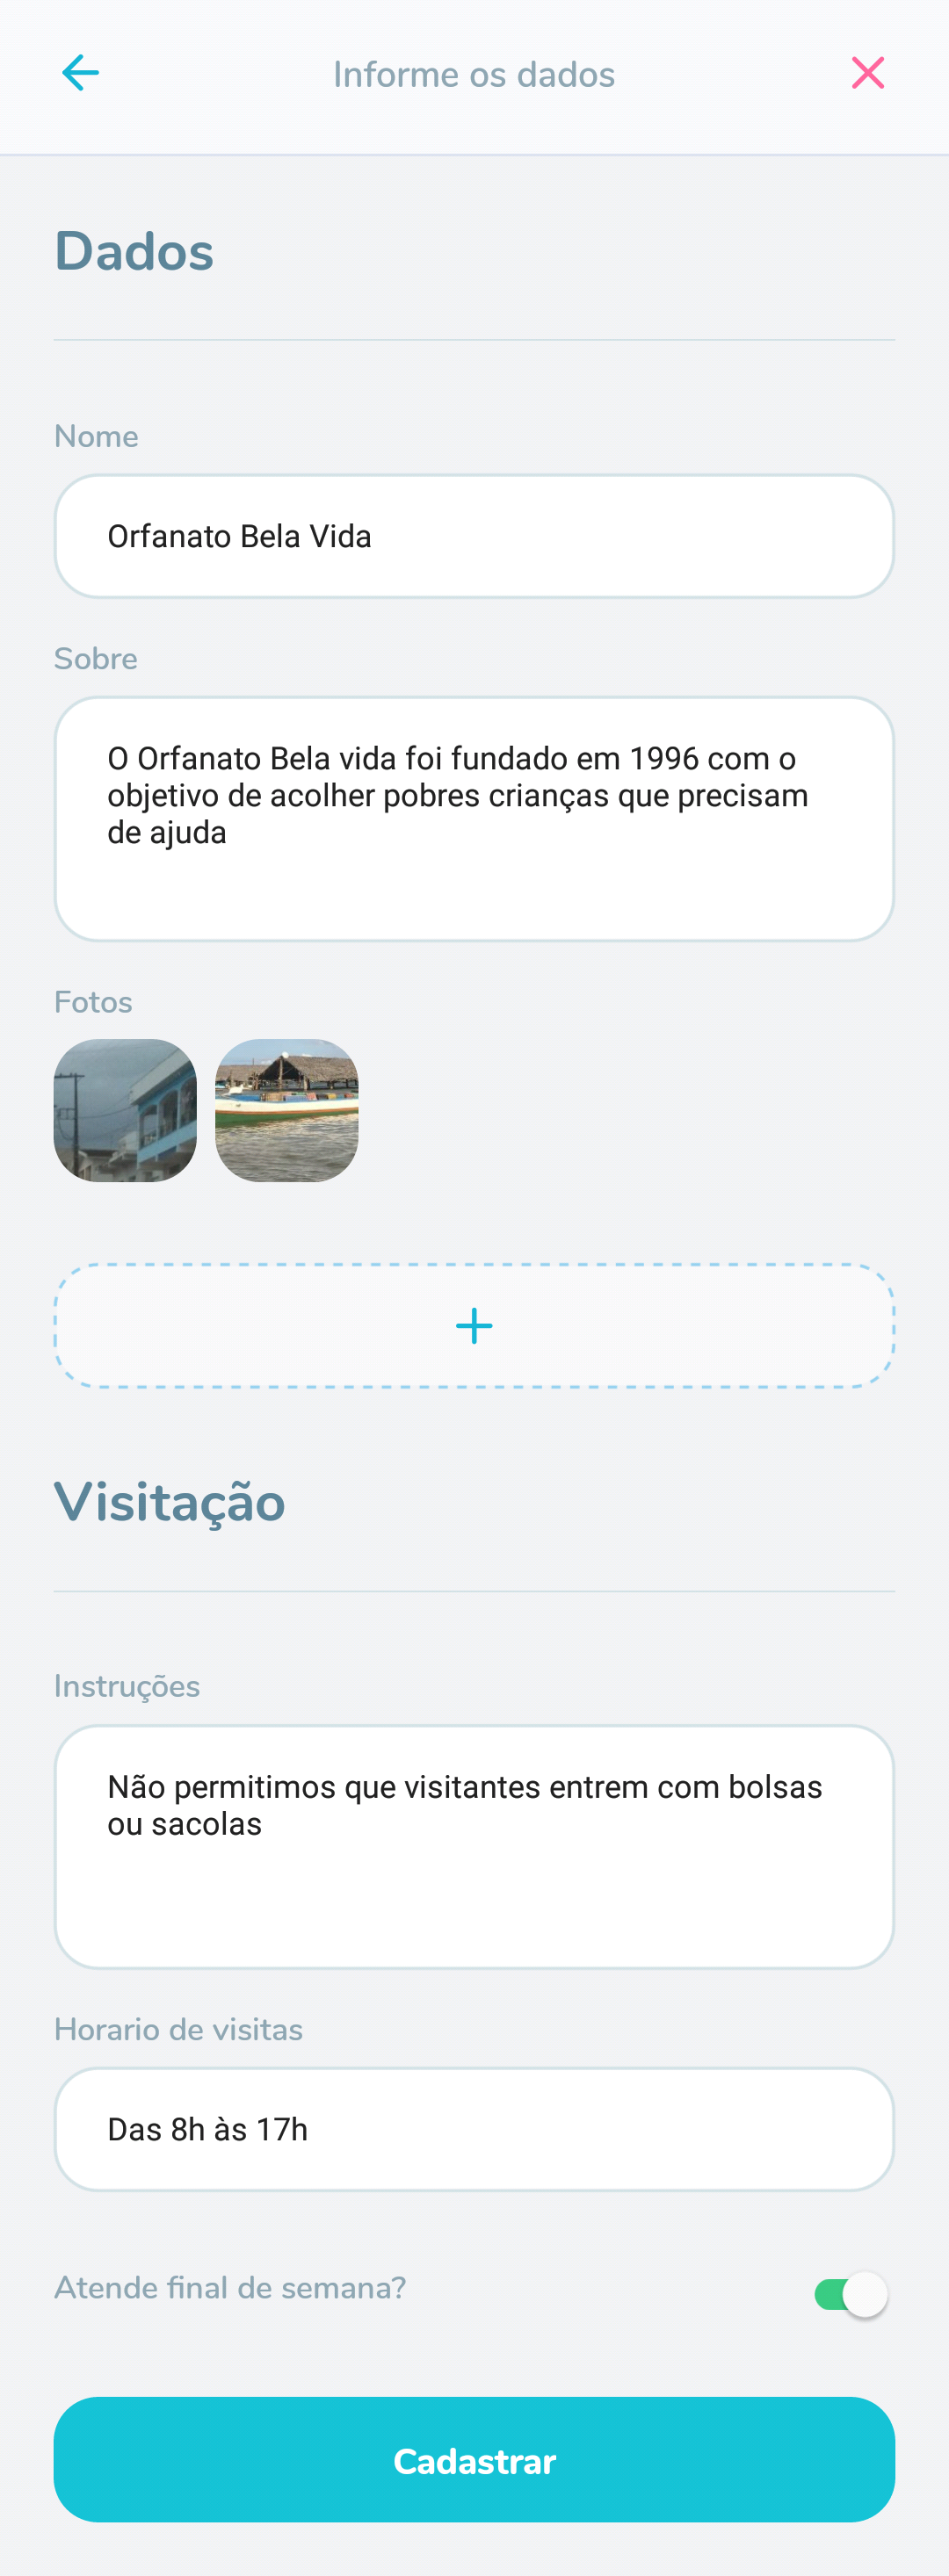 Informe os dados
Dados
Nome
Orfanato Bela Vida
Sobre
O Orfanato Bela vida foi fundado em 1996 com o
objetivo de acolher pobres crianças que precisam
de ajuda
Fotos
Visitação
Instruções
Não permitimos que visitantes entrem com bolsas
ou sacolas
Horario de visitas
Das 8h às 17h
Atende final de semana?
Cadastrar